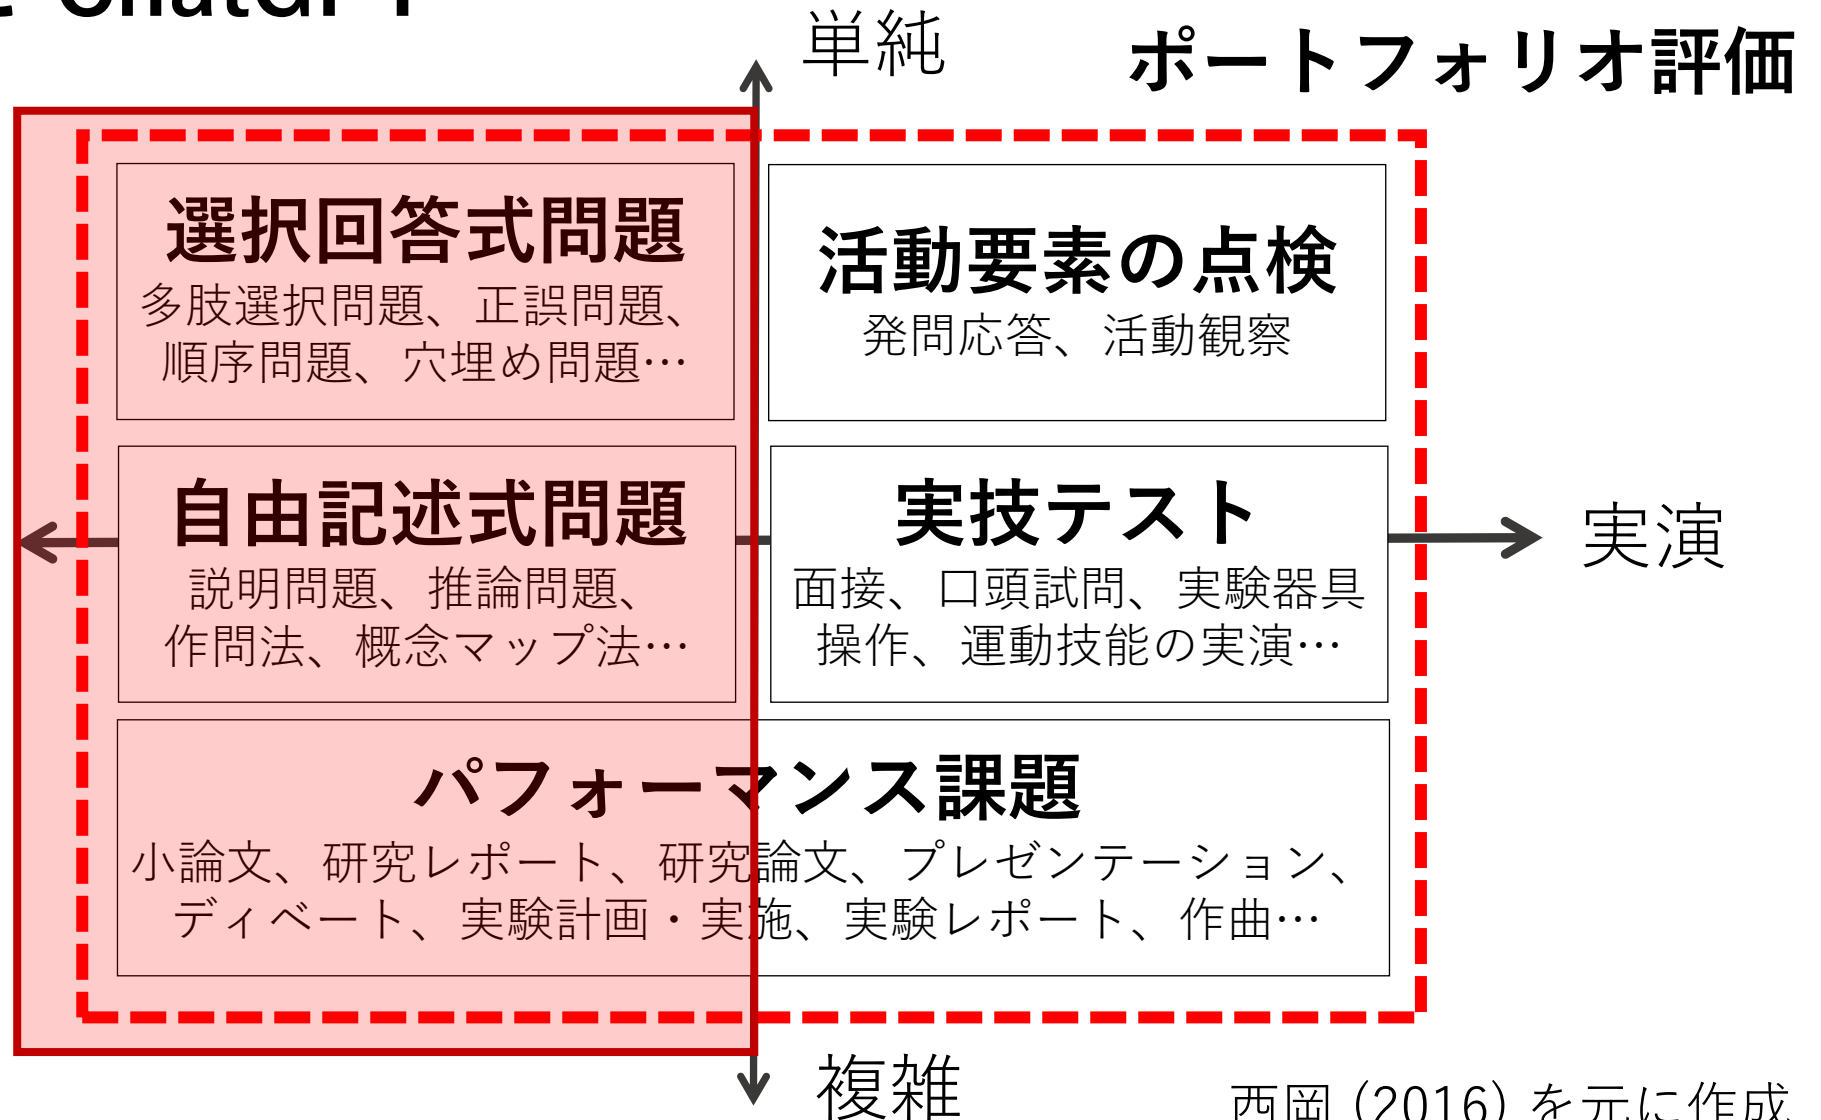 と ChatGPT
単純
ポートフォリオ評価
選択回答式問題
多肢選択問題、正誤問題、
順序問題、穴埋め問題…
活動要素の点検
発問応答、活動観察
自由記述式問題
説明問題、推論問題、
作問法、概念マップ法…
実技テスト
面接、口頭試問、実験器具
操作、運動技能の実演…
実演
パフォーマンス課題
小論文、研究レポート、研究論文、プレゼンテーション、
ディベート、実験計画・実施、実験レポート、作曲…
複雑
西岡 (2016) を元に作成